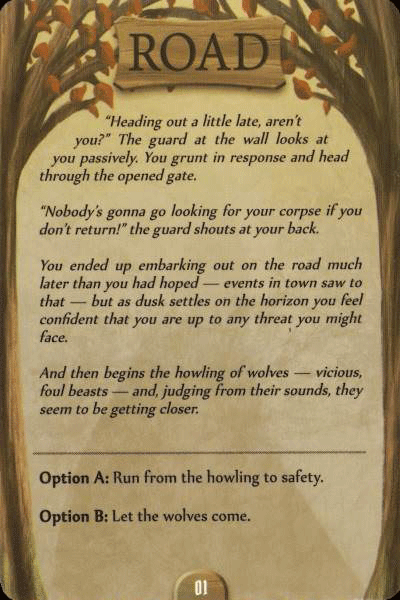 ROAD
“Heading out a little late, aren’t
you?” The guard at the wall looks at
you passively. You grunt in response and head
through the opened gate.
“Nobody’s gonna go looking for your corpse if you
don’t return!” the guard shouts at your back.
You ended up embarking out on the road much
later than you had hoped — events in town saw to
that — but as dusk settles on the horizon you feel
confident that you are up to any threat you might
face.
And then begins the howling of wolves — vicious,
foul beasts — and, judging from their sounds, they
seem to be getting closer.
Option A: Run from the howling to safety.
Option B: Let the wolves come.
01